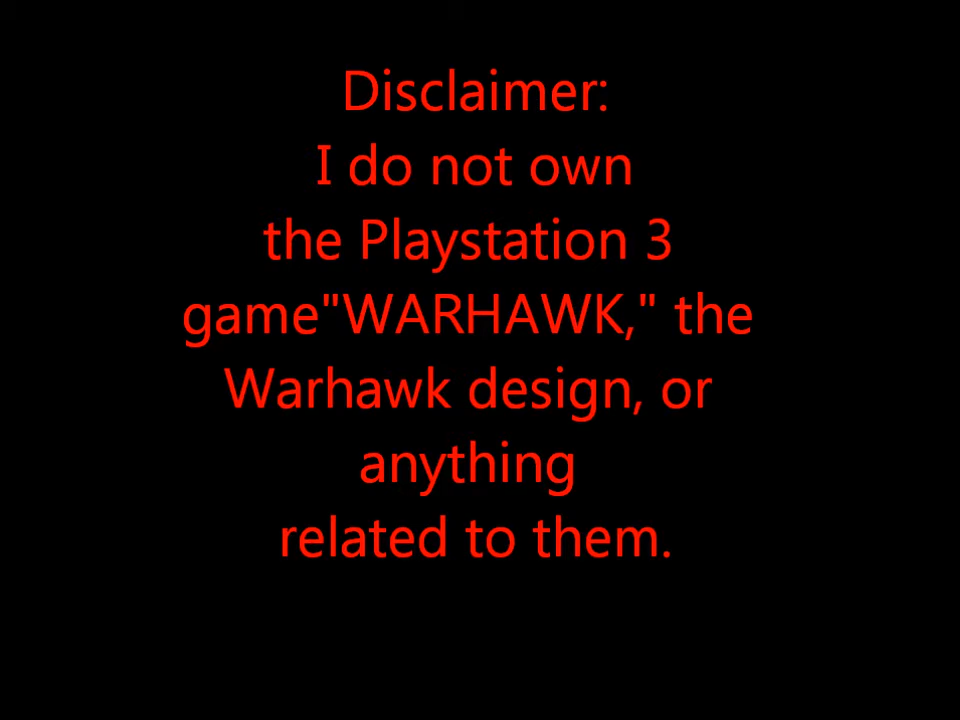 Disclaimer:
I do not own
the Playstation 3
game"WARHAWK," the
Warhawk design, or
anything
related to them.